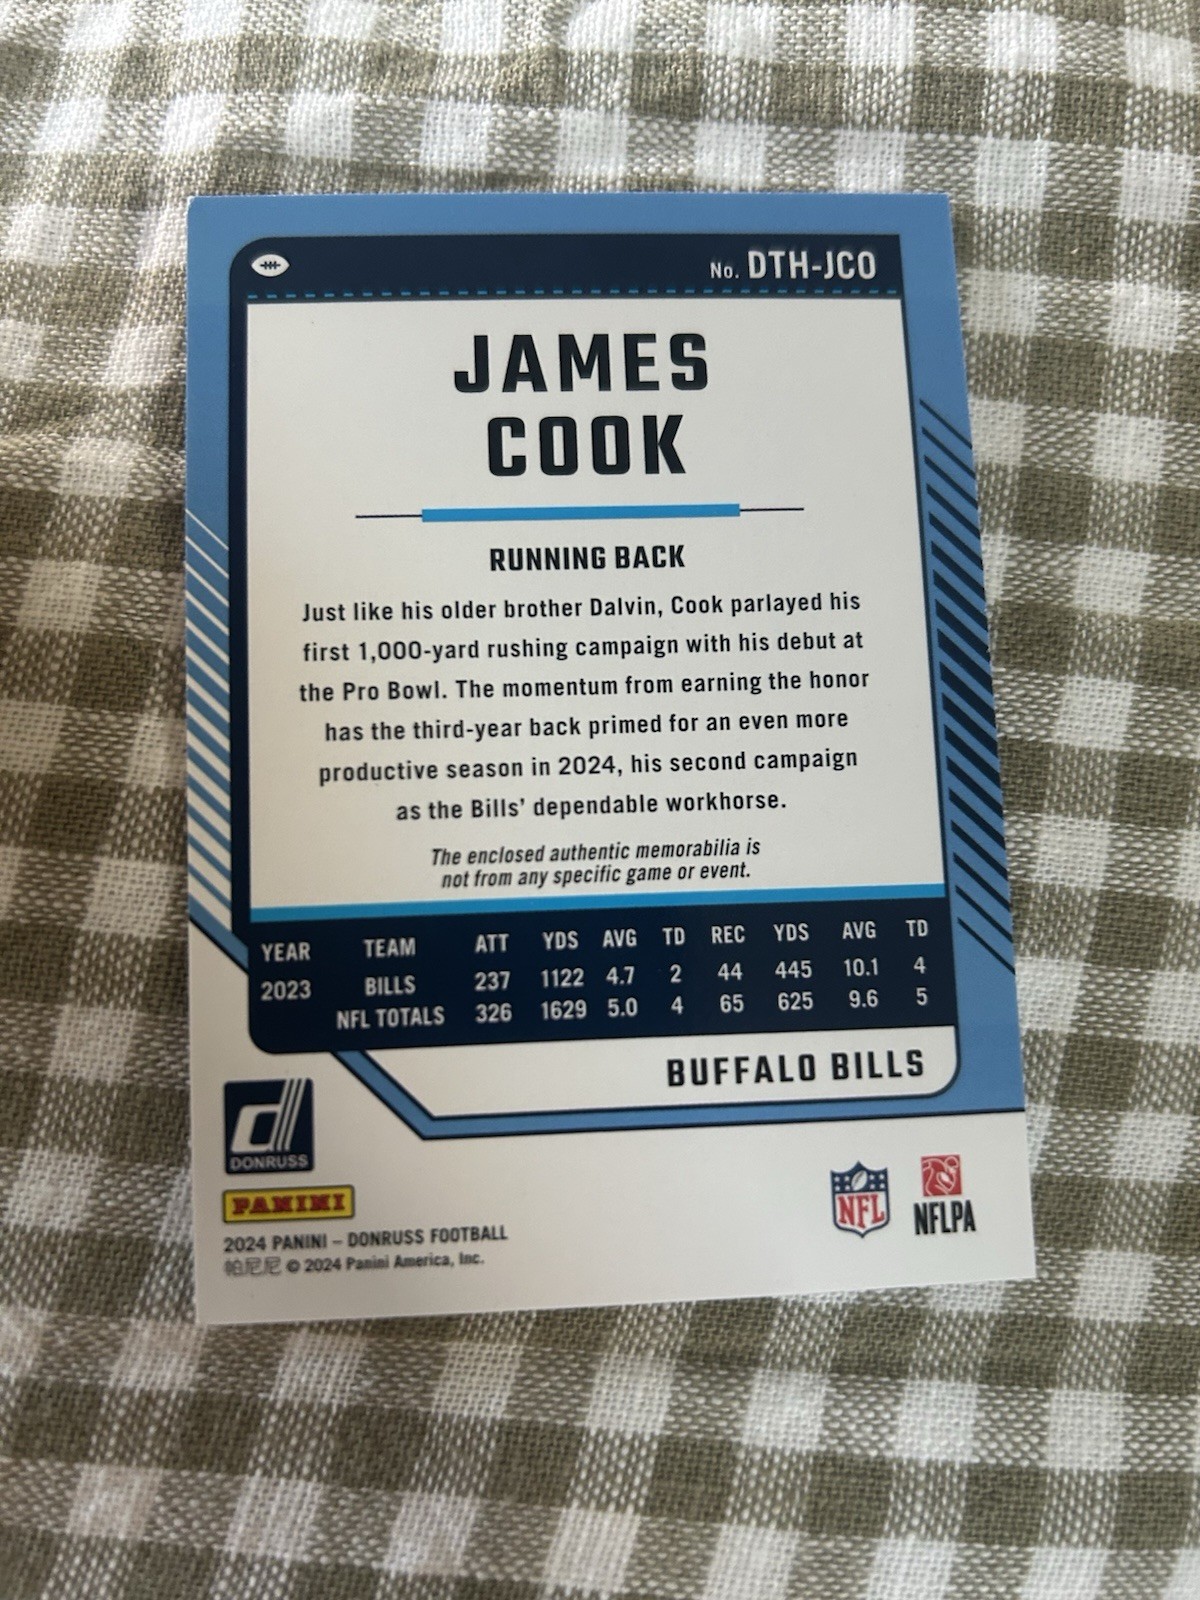 No. DTH-JCO
JAMES
COOK
RUNNING BACK
Just like his older brother Dalvin, Cook parlayed his
first 1,000-yard rushing campaign with his debut at
the Pro Bowl. The momentum from earning the honor
has the third-year back primed for an even more
productive season in 2024, his second campaign
as the Bills' dependable workhorse.
The enclosed authentic memorabilia is
not from any specific game or event.
YEAR TEAM ATT YDS AVG TD REC YDS AVG TD
2023 BILLS 237 1122 4.7 2 44 445 10.1 4
NFL TOTALS 326 1629 5.0 4 65 625 9.6 5
BUFFALO BILLS
d
DONRUSS
PANINI
NFL
NFLPA
2024 PANINI – DONRUSS FOOTBALL
帕尼尼 © 2024 Panini America, Inc.